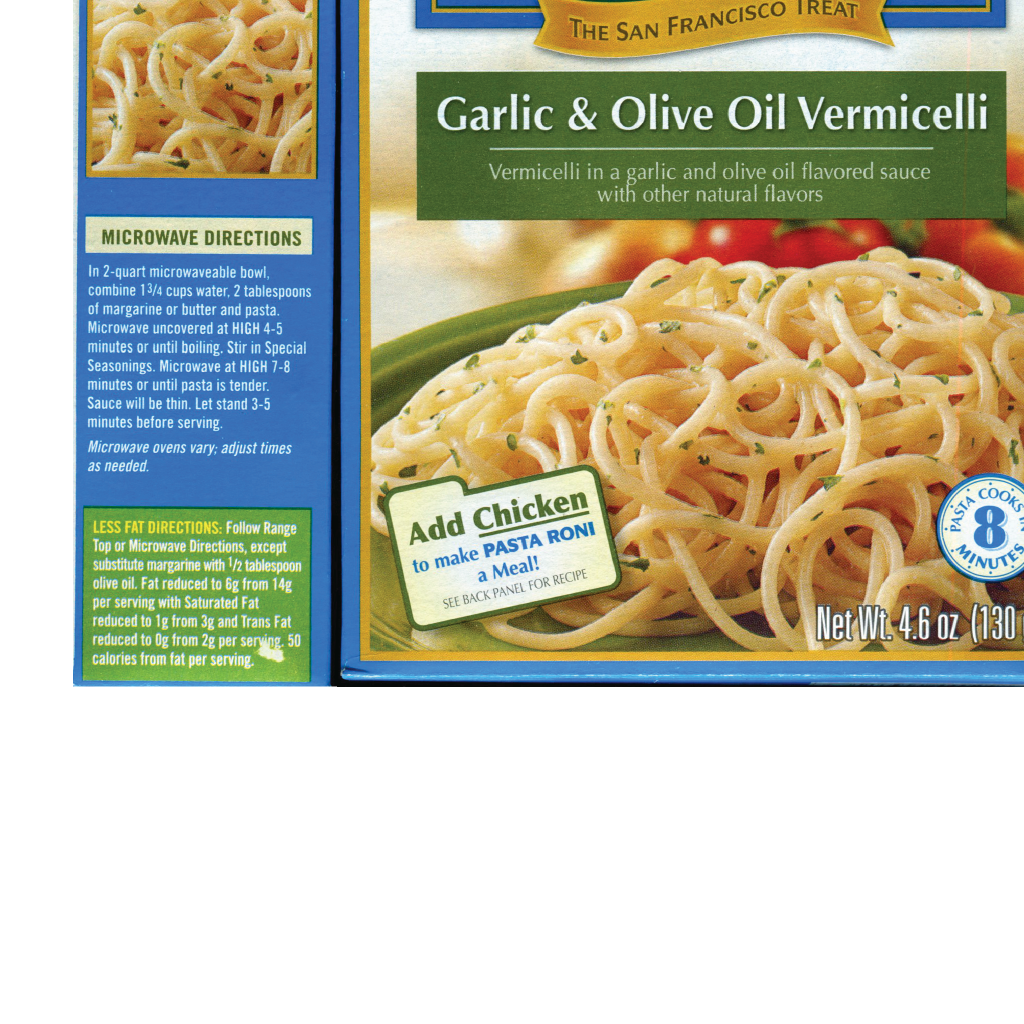 MICROWAVE DIRECTIONS
In 2-quart microwaveable bowl,
combine 1 3/4 cups water, 2 tablespoons
of margarine or butter and pasta.
Microwave uncovered at HIGH 4-5
minutes or until boiling. Stir in Special
Seasonings. Microwave at HIGH 7-8
minutes or until pasta is tender.
Sauce will be thin. Let stand 3-5
minutes before serving.
Microwave ovens vary; adjust times
as needed.
LESS FAT DIRECTIONS: Follow Range
Top or Microwave Directions, except
substitute margarine with 1/2 tablespoon
olive oil. Fat reduced to 6g from 14g
per serving with Saturated Fat
reduced to 1g from 3g and Trans Fat
reduced to 0g from 2g per serving. 50
calories from fat per serving.
THE SAN FRANCISCO TREAT
Garlic & Olive Oil Vermicelli
Vermicelli in a garlic and olive oil flavored sauce
with other natural flavors
Add Chicken
to make PASTA RONI
a Meal!
SEE BACK PANEL FOR RECIPE
PASTA COOKS
8
MINUTES
Net Wt. 4.6 oz (130